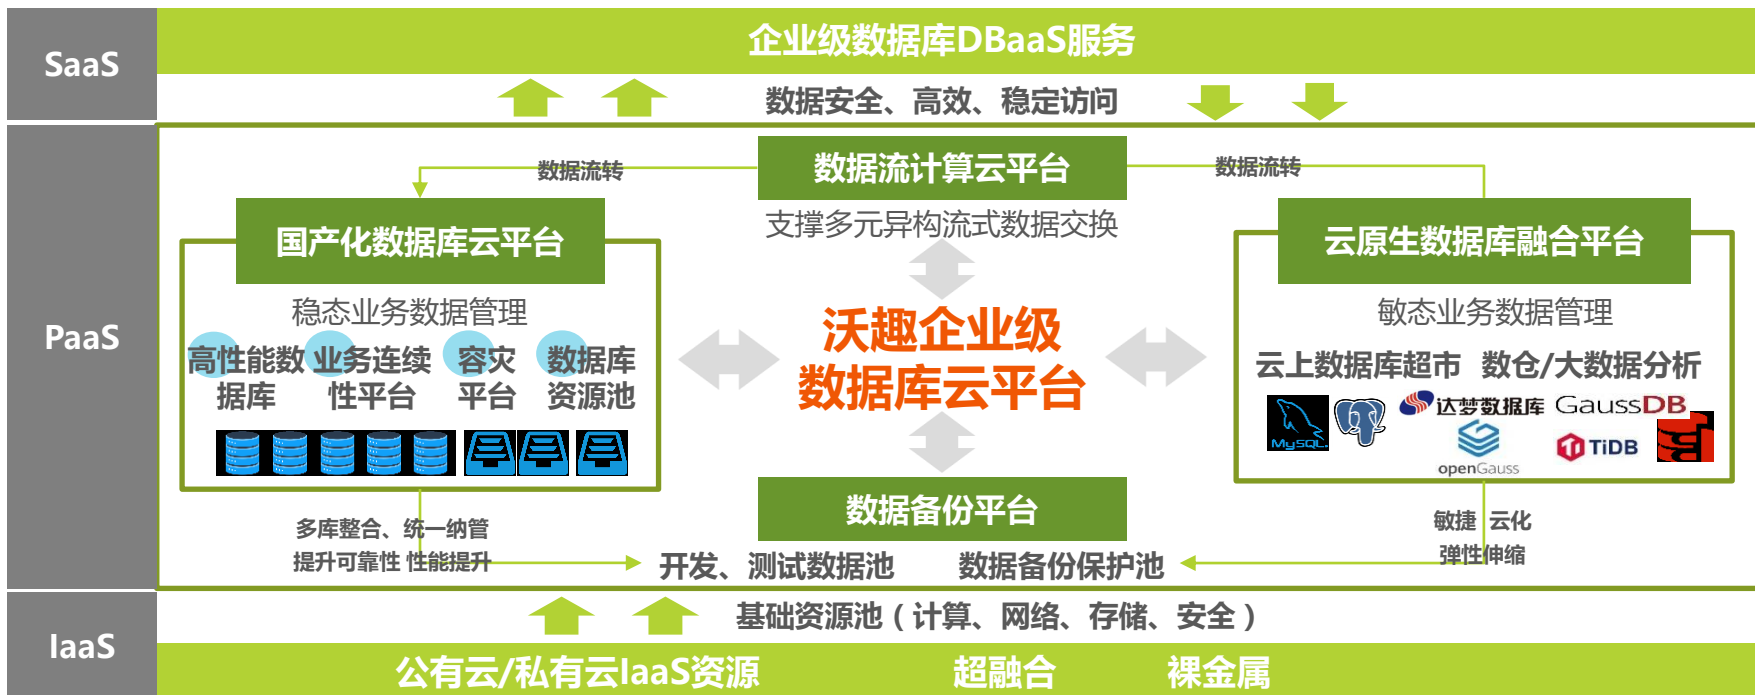 SaaS
企业级数据库DBaaS服务
数据安全、高效、稳定访问
PaaS
数据流转
数据流计算云平台
数据流转
支撑多元异构流式数据交换
国产化数据库云平台
稳态业务数据管理
高性能数
据库
业务连续
性平台
容灾
平台
数据库
资源池
沃趣企业级
数据库云平台
云原生数据库融合平台
敏态业务数据管理
云上数据库超市
数仓/大数据分析
MySQL
达梦数据库
GaussDB
openGauss
TiDB
数据备份平台
多库整合、统一纳管
提升可靠性 性能提升
开发、测试数据池
数据备份保护池
敏捷 云化
弹性伸缩
IaaS
基础资源池（计算、网络、存储、安全）
公有云/私有云IaaS资源
超融合
裸金属